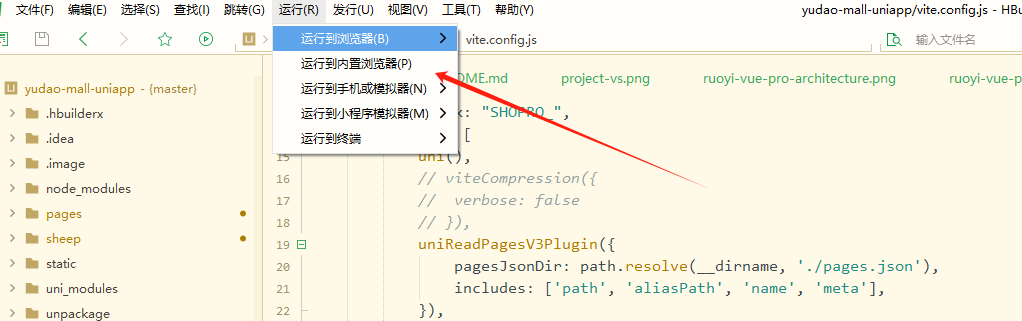 文件(F) 编辑(E) 选择(S) 查找(I) 跳转(G) 运行(R) 发行(U) 视图(V) 工具(T) 帮助(Y) yudao-mall-uniapp/vite.config.js - HBu
运行到浏览器(B)
运行到内置浏览器(P)
运行到手机或模拟器(N)
运行到小程序模拟器(M)
运行到终端
vite.config.js 输入文件名
yudao-mall-uniapp - (master)
.hbuilderx
.idea
.image
node_modules
pages
sheep
static
uni_modules
unpackage
OME.md project-vs.png ruoyi-vue-pro-architecture.png ruoyi-vue-p
x: "SHOPRO_",
[
15 uni(),
16 // viteCompression({
17 // verbose: false
18 // }),
19 uniReadPagesV3Plugin({
20 pagesJsonDir: path.resolve(__dirname, './pages.json'),
21 includes: ['path', 'aliasPath', 'name', 'meta'],
22 }),